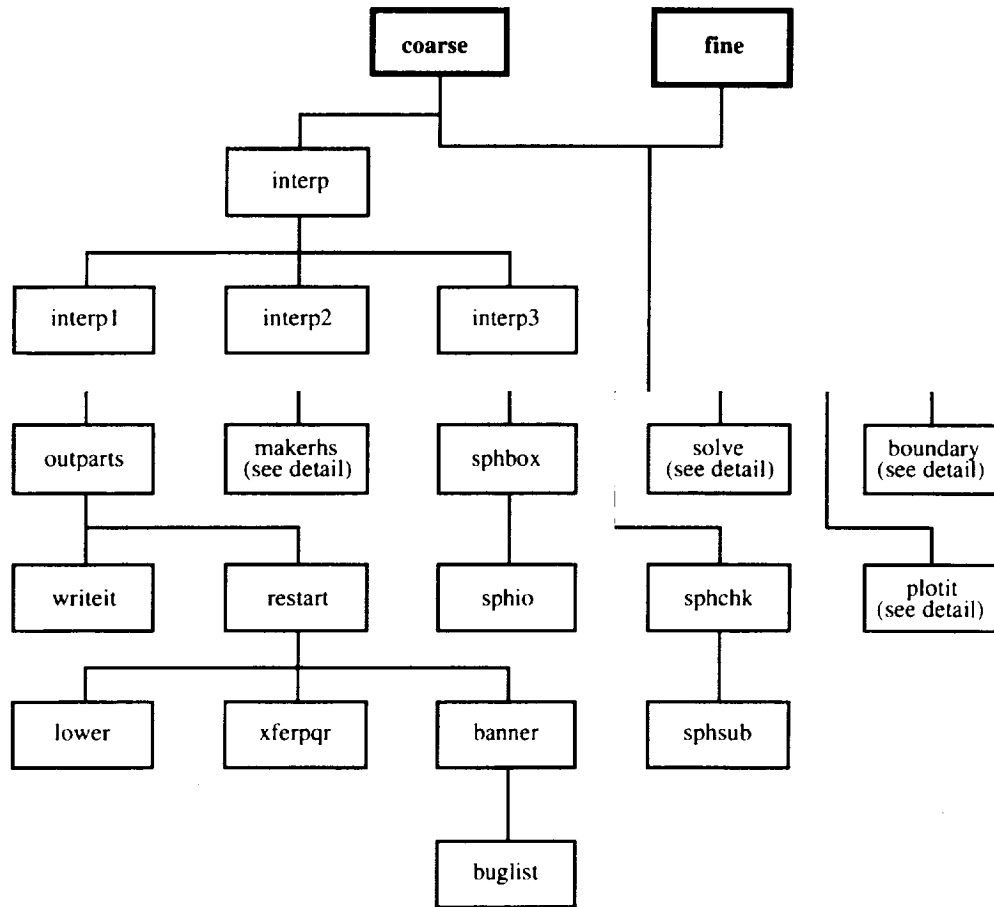 coarse
fine
interp
interp1
interp2
interp3
outparts
makerhs
(see detail)
sphbox
solve
(see detail)
boundary
(see detail)
writeit
restart
sphio
sphchk
plotit
(see detail)
lower
xferpqr
banner
sphsub
buglist